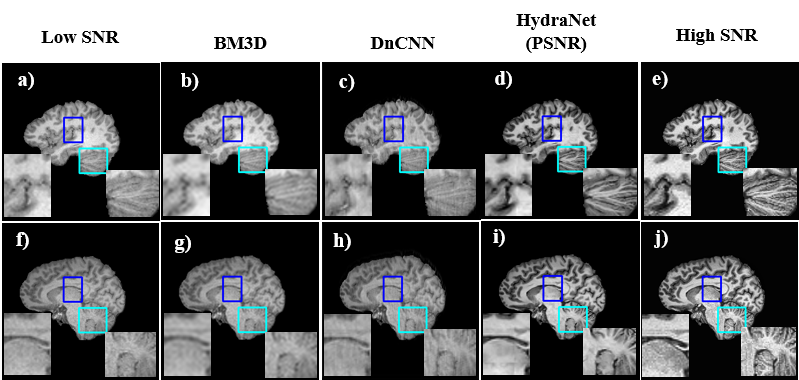 Low SNR
BM3D
DnCNN
HydraNet
(PSNR)
High SNR
a)
b)
c)
d)
e)
f)
g)
h)
i)
j)